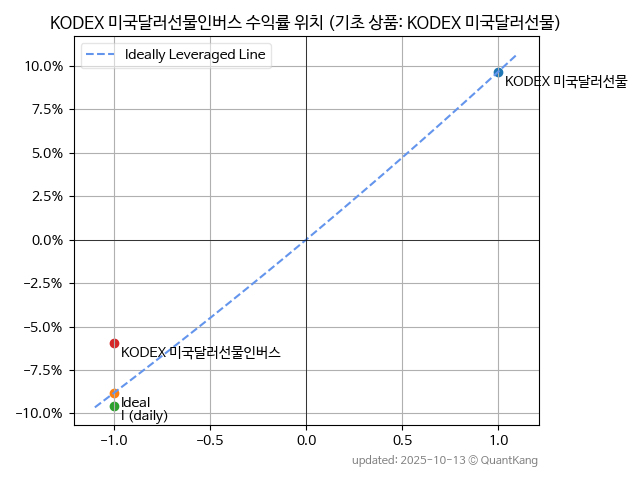 KODEX 미국달러선물인버스 수익률 위치 (기초 상품: KODEX 미국달러선물)
Ideally Leveraged Line
10.0%
KODEX 미국달러선물
7.5%
5.0%
2.5%
0.0%
−2.5%
−5.0%
KODEX 미국달러선물인버스
−7.5%
Ideal
−10.0%
I (daily)
−1.0
−0.5
0.0
0.5
1.0
updated: 2025-10-13 © QuantKang